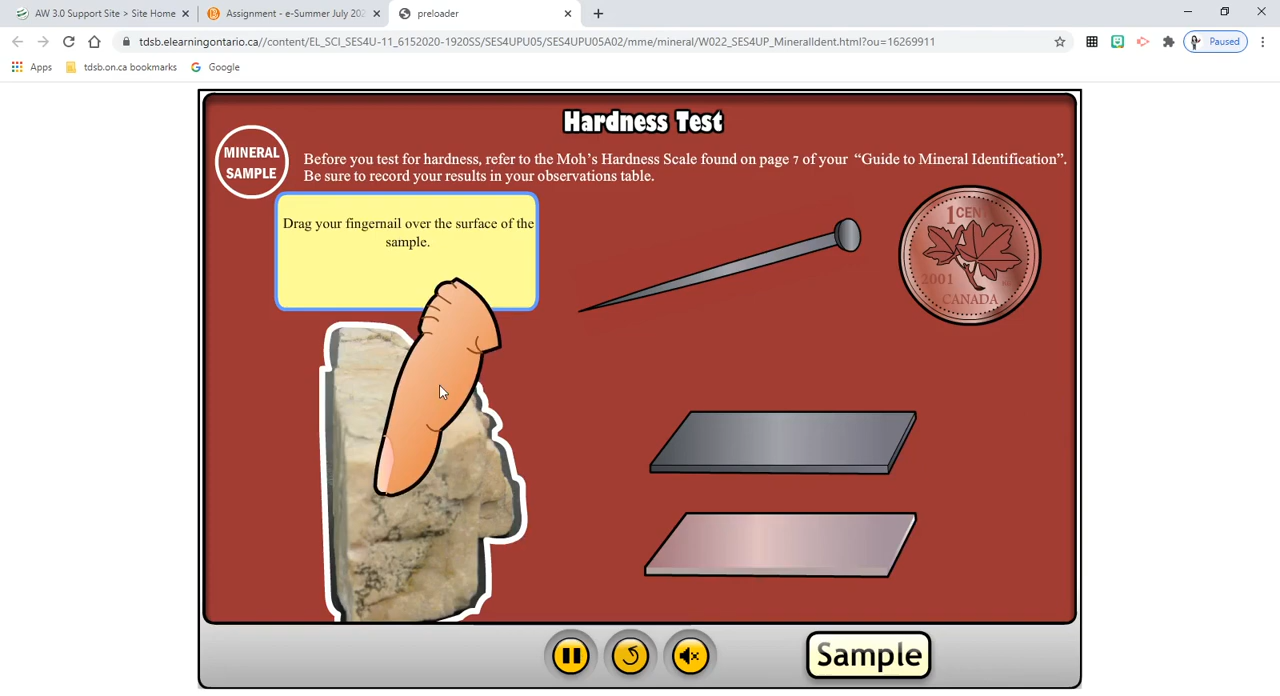 AW 3.0 Support Site > Site Home
Assignment - e-Summer July 202
preloader
tdsb.elearningontario.ca//content/EL_SCI_SES4U-11_6152020-1920SS/SES4UPU05/SES4UPU05A02/mme/mineral/W022_SES4UP_MineralIdent.html?ou=16269911
Paused
Apps
tdsb.on.ca bookmarks
Google
Hardness Test
MINERAL
SAMPLE
Before you test for hardness, refer to the Moh's Hardness Scale found on page 7 of your “Guide to Mineral Identification”.
Be sure to record your results in your observations table.
Drag your fingernail over the surface of the
sample.
1 CENT
2001
CANADA
Sample